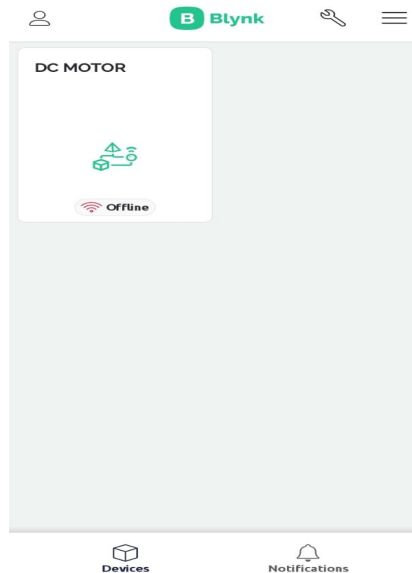 B Blynk
DC MOTOR
Offline
Devices
Notifications